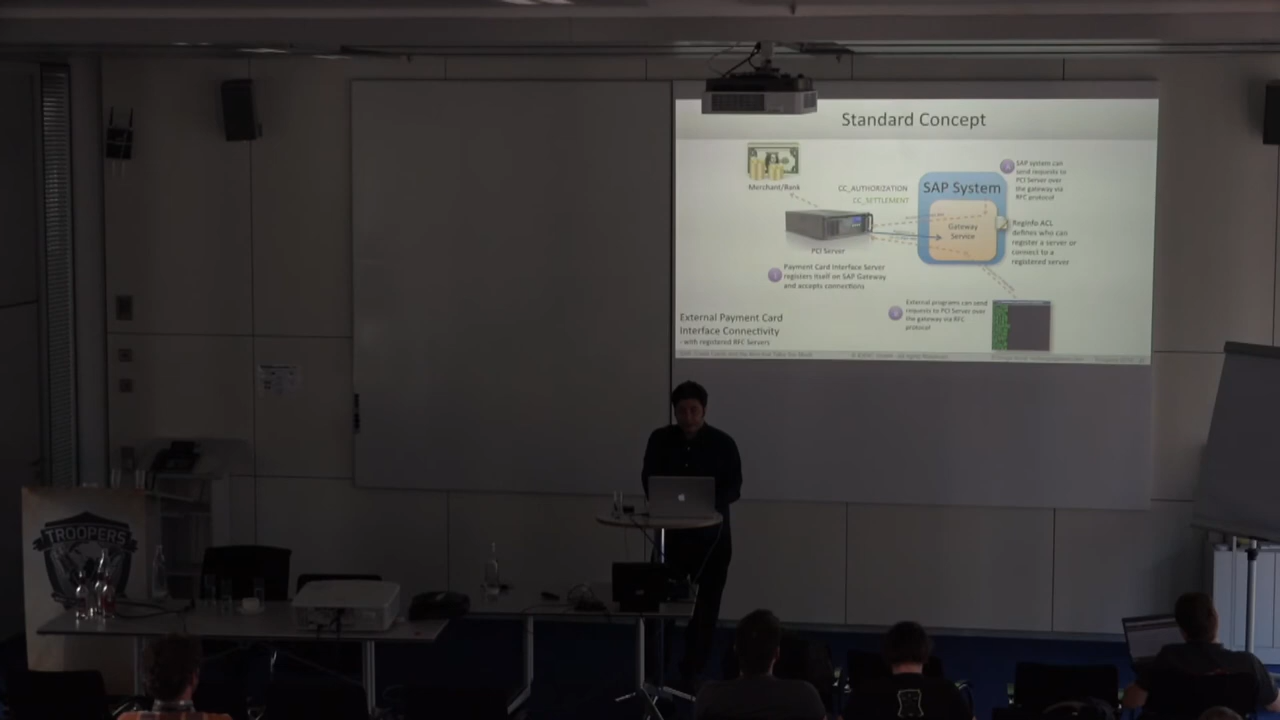 Standard Concept
Merchant/Bank
CC_AUTHORIZATION
CC_SETTLEMENT
PCI Server
SAP System
Gateway
Service
SAP system can
send requests to
PCI Server over
the gateway via
RFC protocol
Reginfo ACL
defines who can
register a server or
connect to a
registered server
Payment Card Interface Server
registers itself on SAP Gateway
and accepts connections
External programs can send
requests to PCI Server over
the gateway via RFC
protocol
External Payment Card
Interface Connectivity
- with registered RFC Servers
TROOPERS